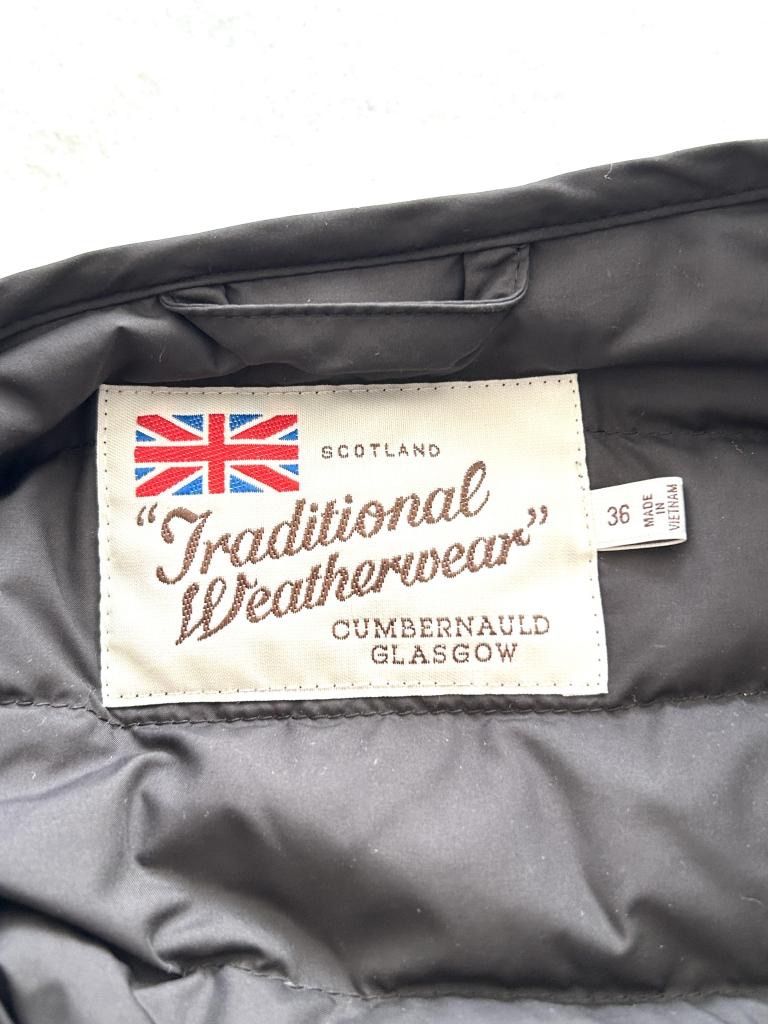 SCOTLAND
"Traditional
Weatherwear"
CUMBERNAULD
GLASGOW
36
MADE
IN
VIETNAM